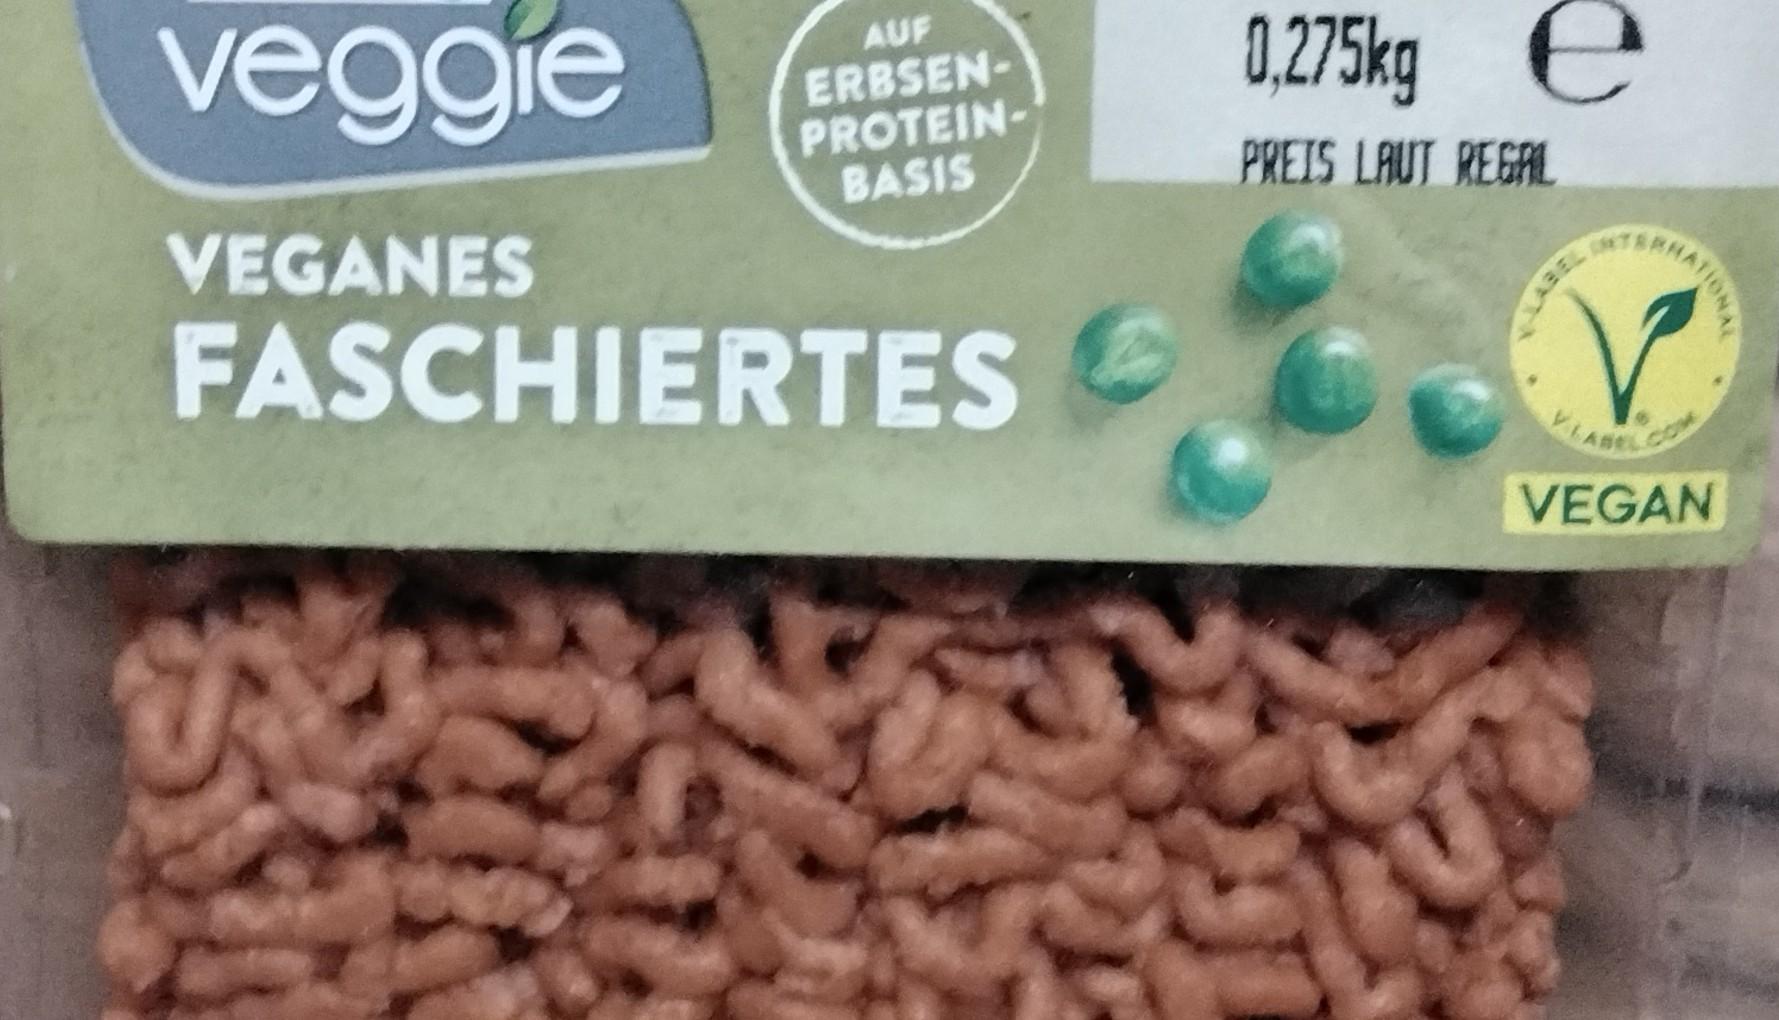 veggie
AUF
ERBSEN-
PROTEIN-
BASIS
0,275kg e
PREIS LAUT REGAL
VEGANES
FASCHIERTES
V-LABEL INTERNATIONAL
V-LABEL.COM
®
VEGAN